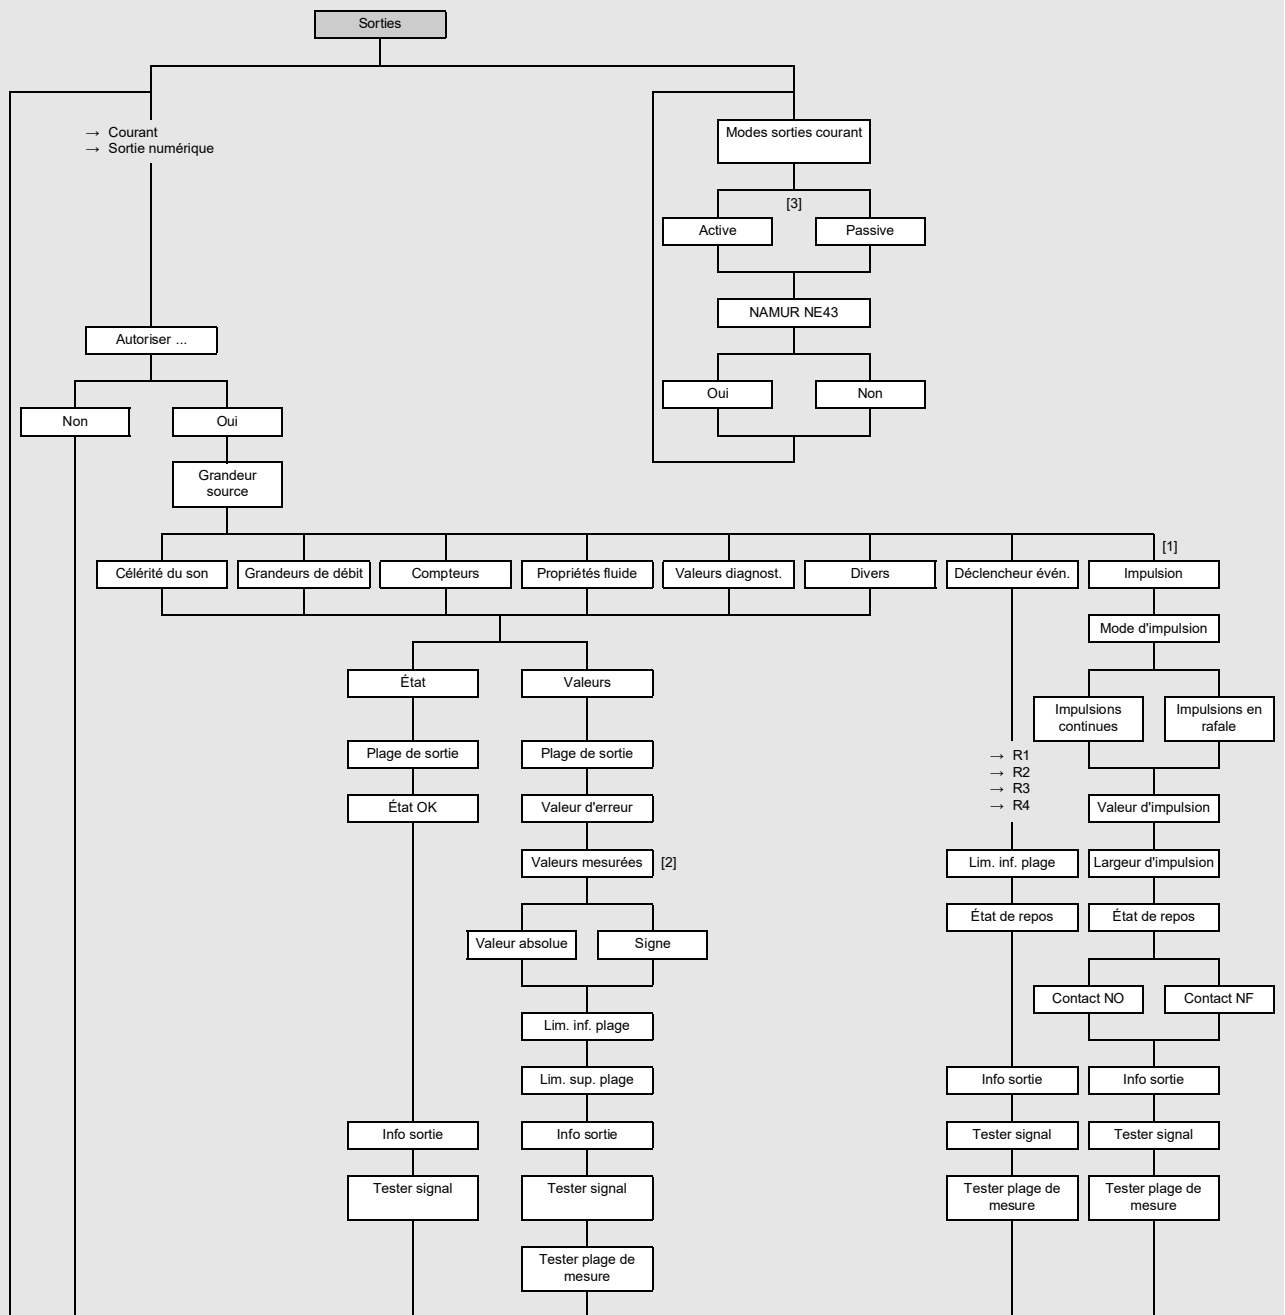 Sorties
→ Courant
→ Sortie numérique
Modes sorties courant
[3]
Active
Passive
NAMUR NE43
Oui
Non
Autoriser ...
Non
Oui
Grandeur
source
[1]
Célérité du son
Grandeurs de débit
Compteurs
Propriétés fluide
Valeurs diagnost.
Divers
Déclencheur évén.
Impulsion
Mode d'impulsion
État
Valeurs
Impulsions
continues
Impulsions en
rafale
Plage de sortie
Plage de sortie
→ R1
→ R2
→ R3
→ R4
État OK
Valeur d'erreur
Valeur d'impulsion
Valeurs mesurées
[2]
Lim. inf. plage
Largeur d'impulsion
État de repos
État de repos
Valeur absolue
Signe
Contact NO
Contact NF
Lim. inf. plage
Lim. sup. plage
Info sortie
Info sortie
Info sortie
Info sortie
Tester signal
Tester signal
Tester signal
Tester signal
Tester plage de
mesure
Tester plage de
mesure
Tester plage de
mesure